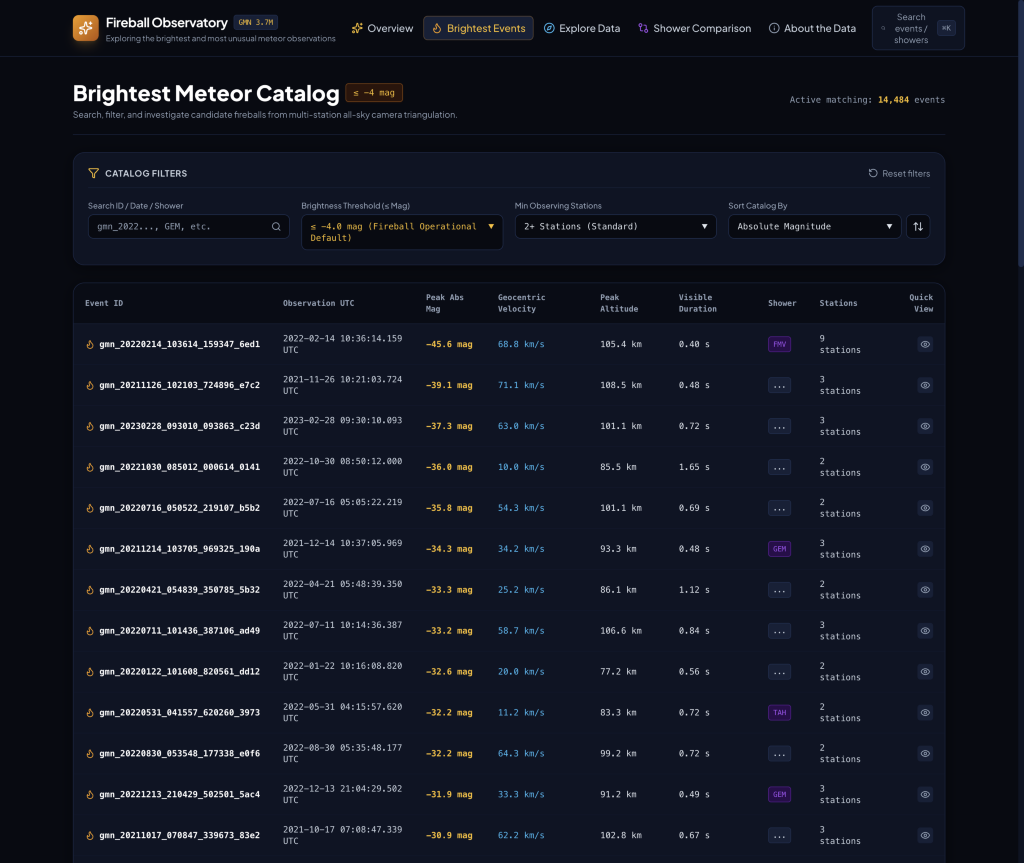 Fireball Observatory GMN 3.7M
Exploring the brightest and most unusual meteor observations
Overview
Brightest Events
Explore Data
Shower Comparison
About the Data
Search events / showers ⌘K
Brightest Meteor Catalog ≤ −4 mag
Search, filter, and investigate candidate fireballs from multi-station all-sky camera triangulation.
Active matching: 14,484 events
CATALOG FILTERS
Reset filters
Search ID / Date / Shower
gmn_2022..., GEM, etc.
Brightness Threshold (≤ Mag)
≤ −4.0 mag (Fireball Operational Default) ▼
Min Observing Stations
2+ Stations (Standard) ▼
Sort Catalog By
Absolute Magnitude ▼
Event ID Observation UTC Peak Abs Mag Geocentric Velocity Peak Altitude Visible Duration Shower Stations Quick View
gmn_20220214_103614_159347_6ed1 2022-02-14 10:36:14.159 UTC −45.6 mag 68.8 km/s 105.4 km 0.40 s FMV 9 stations
gmn_20211126_102103_724896_e7c2 2021-11-26 10:21:03.724 UTC −39.1 mag 71.1 km/s 108.5 km 0.48 s ... 3 stations
gmn_20230228_093010_093863_c23d 2023-02-28 09:30:10.093 UTC −37.3 mag 63.0 km/s 101.1 km 0.72 s ... 3 stations
gmn_20221030_085012_000614_0141 2022-10-30 08:50:12.000 UTC −36.0 mag 10.0 km/s 85.5 km 1.65 s ... 2 stations
gmn_20220716_050522_219107_b5b2 2022-07-16 05:05:22.219 UTC −35.8 mag 54.3 km/s 101.1 km 0.69 s ... 2 stations
gmn_20211214_103705_969325_190a 2021-12-14 10:37:05.969 UTC −34.3 mag 34.2 km/s 93.3 km 0.48 s GEM 3 stations
gmn_20220421_054839_350785_5b32 2022-04-21 05:48:39.350 UTC −33.3 mag 25.2 km/s 86.1 km 1.12 s ... 2 stations
gmn_20220711_101436_387106_ad49 2022-07-11 10:14:36.387 UTC −33.2 mag 58.7 km/s 106.6 km 0.84 s ... 3 stations
gmn_20220122_101608_820561_dd12 2022-01-22 10:16:08.820 UTC −32.6 mag 20.0 km/s 77.2 km 0.56 s ... 2 stations
gmn_20220531_041557_620260_3973 2022-05-31 04:15:57.620 UTC −32.2 mag 11.2 km/s 83.3 km 0.72 s TAH 2 stations
gmn_20220830_053548_177338_e0f6 2022-08-30 05:35:48.177 UTC −32.2 mag 64.3 km/s 99.2 km 0.72 s ... 2 stations
gmn_20221213_210429_502501_5ac4 2022-12-13 21:04:29.502 UTC −31.9 mag 33.3 km/s 91.2 km 0.49 s GEM 3 stations
gmn_20211017_070847_339673_83e2 2021-10-17 07:08:47.339 UTC −30.9 mag 62.2 km/s 102.8 km 0.67 s ... 3 stations